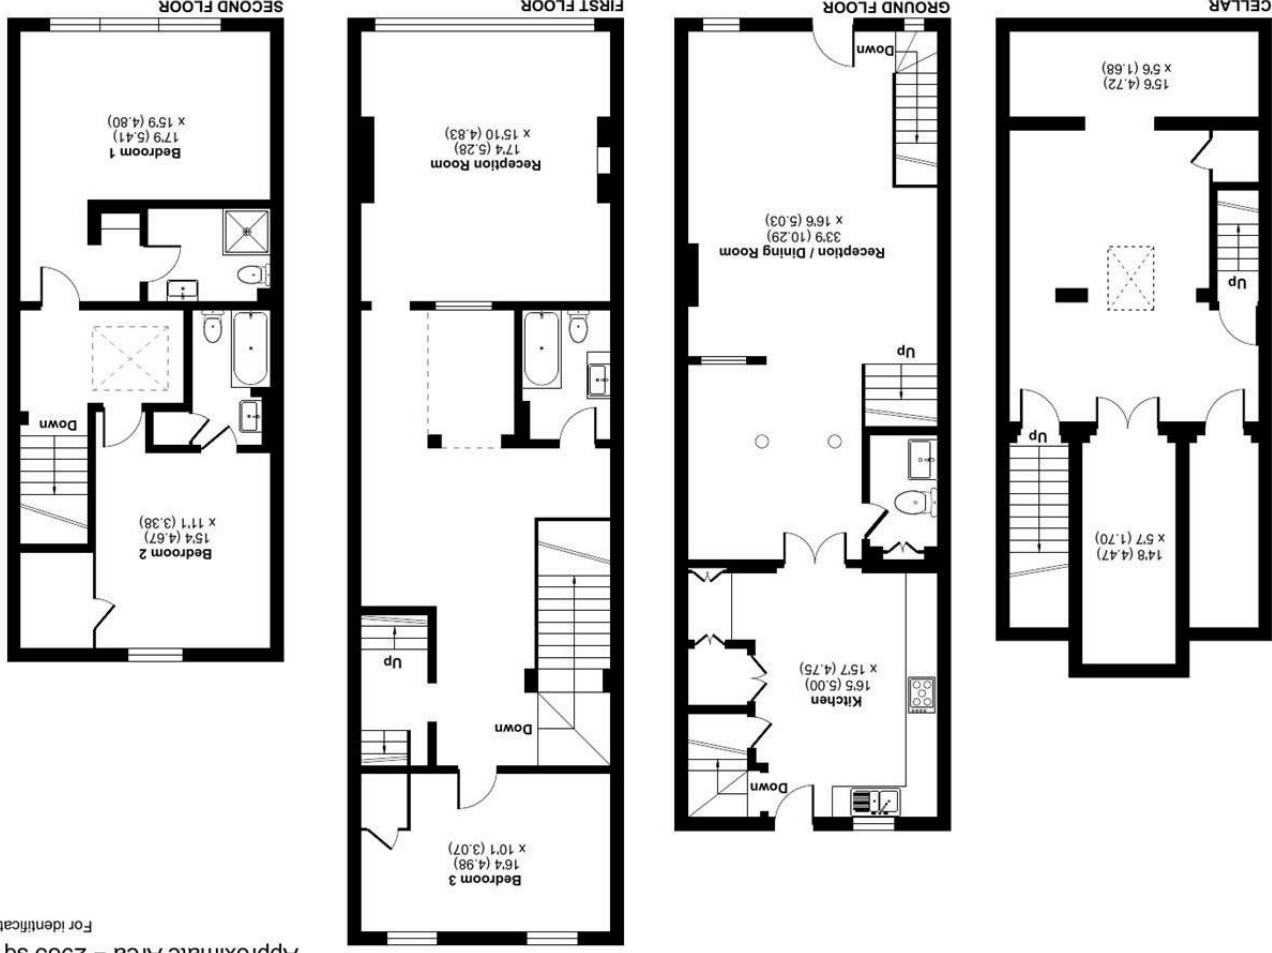 Approximate Area = sq
For identificat
14'8 (4.47)
x 5'7 (1.70)
Up
Up
15'6 (4.72)
x 5'6 (1.68)
CELLAR
Down
Kitchen
16'5 (5.00)
x 15'7 (4.75)
Up
Reception / Dining Room
33'9 (10.29)
x 16'6 (5.03)
Down
GROUND FLOOR
Bedroom 3
16'4 (4.98)
x 10'1 (3.07)
Down
Up
Reception Room
17'4 (5.28)
x 15'10 (4.83)
FIRST FLOOR
Bedroom 2
15'4 (4.67)
x 11'1 (3.38)
Down
Bedroom 1
17'9 (5.41)
x 15'9 (4.80)
SECOND FLOOR